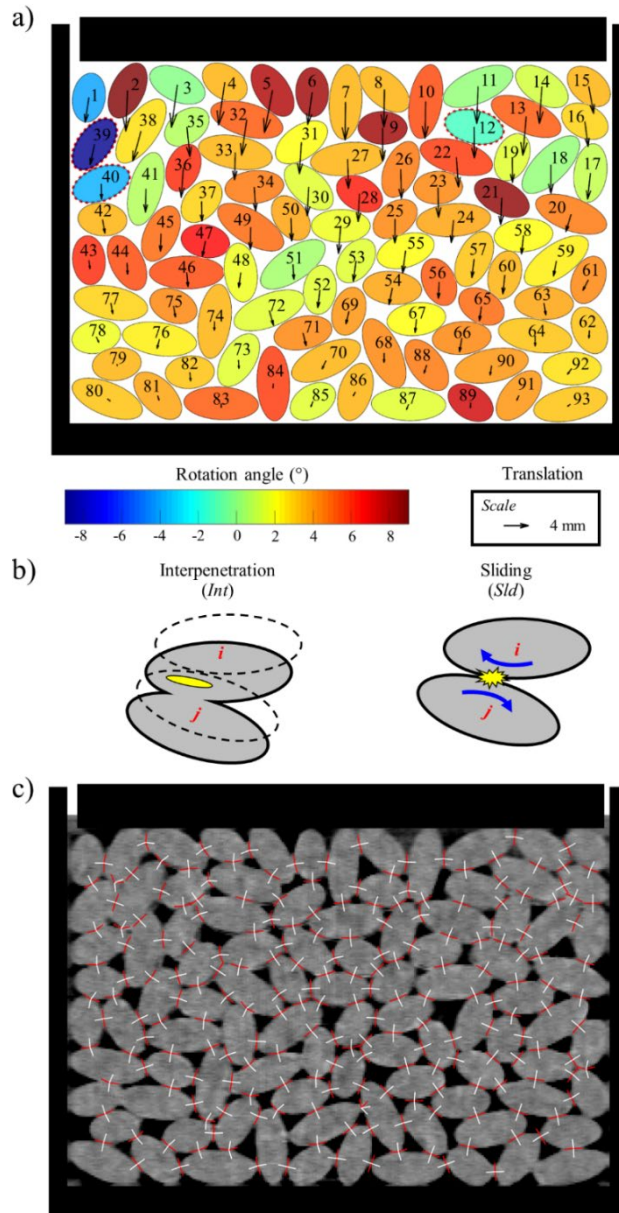 a)
1 2 3 4 5 6 7 8 10 11 14 15
39 38 35 32 9 12 13 16
40 41 36 33 31 27 26 22 19 18 17
42 45 37 34 30 28 25 23 21 20
43 44 47 49 50 29 55 24 58 59
46 48 51 53 54 56 57 60 61
77 75 74 72 52 69 67 65 63 62
78 76 73 71 70 68 66 64
79 82 84 88 90 92
80 81 83 85 86 87 89 91 93
Rotation angle (°)
-8 -6 -4 -2 0 2 4 6 8
Translation
Scale
4 mm
b)
Interpenetration
(Int)
Sliding
(Sld)
i
j
i
j
c)